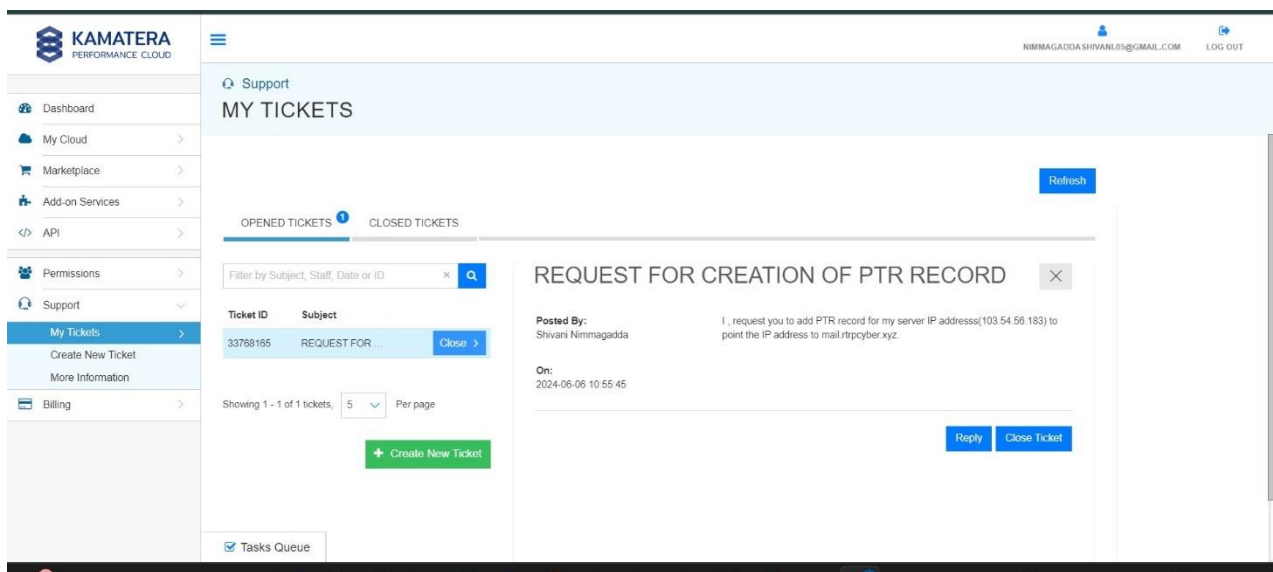 KAMATERA
PERFORMANCE CLOUD
NIMMAGADDASHIVANI.05@GMAIL.COM
LOG OUT
Support
MY TICKETS
Dashboard
My Cloud
Marketplace
Add-on Services
API
Permissions
Support
My Tickets
Create New Ticket
More Information
Billing
Refresh
OPENED TICKETS 1 CLOSED TICKETS
Filter by Subject, Staff, Date or ID ×
Ticket ID Subject
33768165 REQUEST FOR ... Close >
Showing 1 - 1 of 1 tickets, 5 Per page
+ Create New Ticket
REQUEST FOR CREATION OF PTR RECORD
Posted By:
Shivani Nimmagadda
I , request you to add PTR record for my server IP addresss(103.54.56.183) to
point the IP address to mail.rtrpcyber.xyz.
On:
2024-06-06 10:55:45
Reply Close Ticket
Tasks Queue